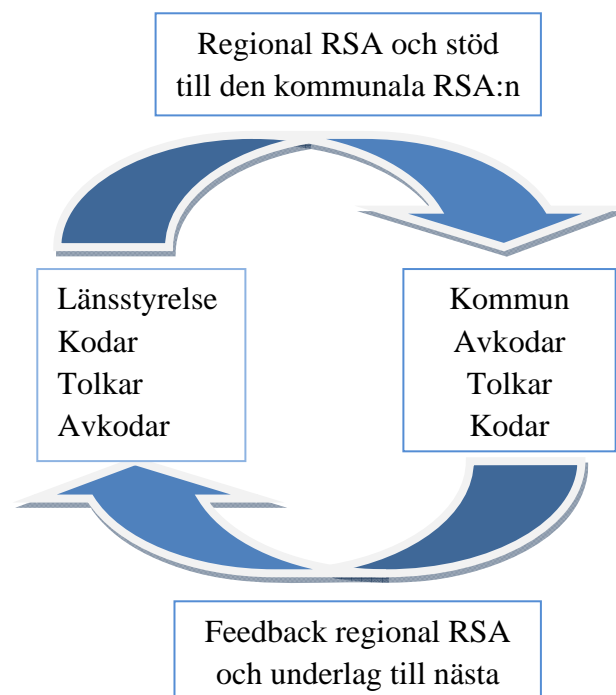 Regional RSA och stöd
till den kommunala RSA:n
Länsstyrelse
Kodar
Tolkar
Avkodar
Kommun
Avkodar
Tolkar
Kodar
Feedback regional RSA
och underlag till nästa